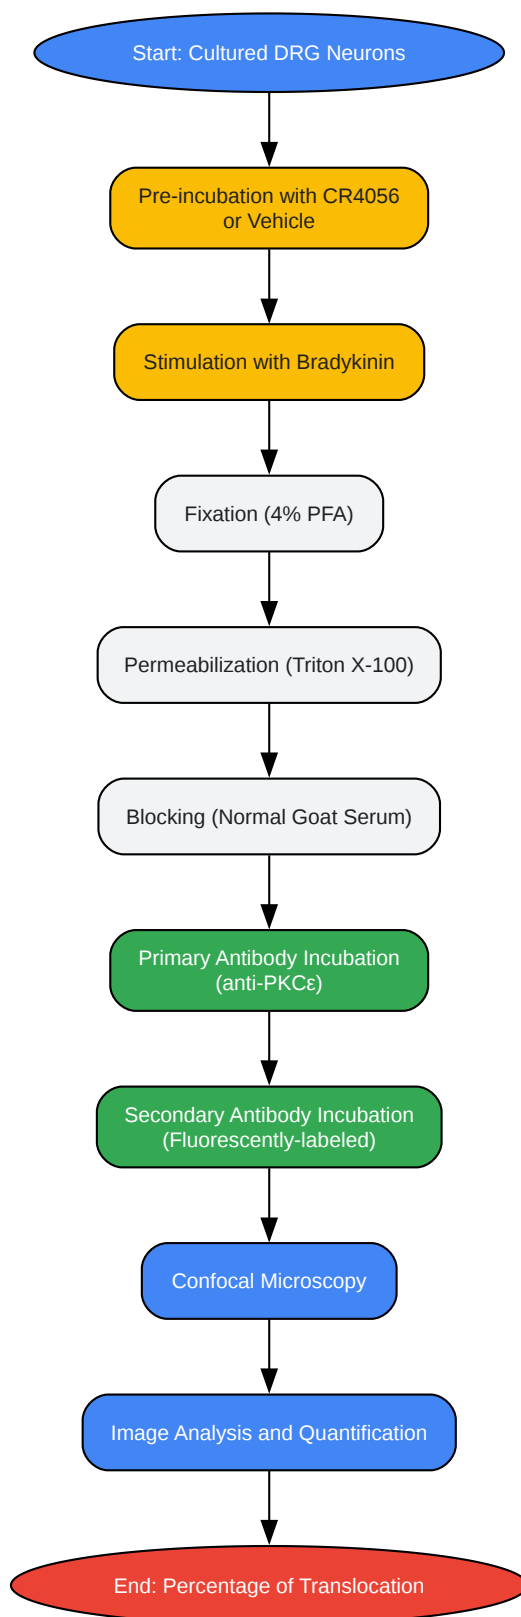 Start: Cultured DRG Neurons
Pre-incubation with CR4056
or Vehicle
Stimulation with Bradykinin
Fixation (4% PFA)
Permeabilization (Triton X-100)
Blocking (Normal Goat Serum)
Primary Antibody Incubation
(anti-PKCε)
Secondary Antibody Incubation
(Fluorescently-labeled)
Confocal Microscopy
Image Analysis and Quantification
End: Percentage of Translocation